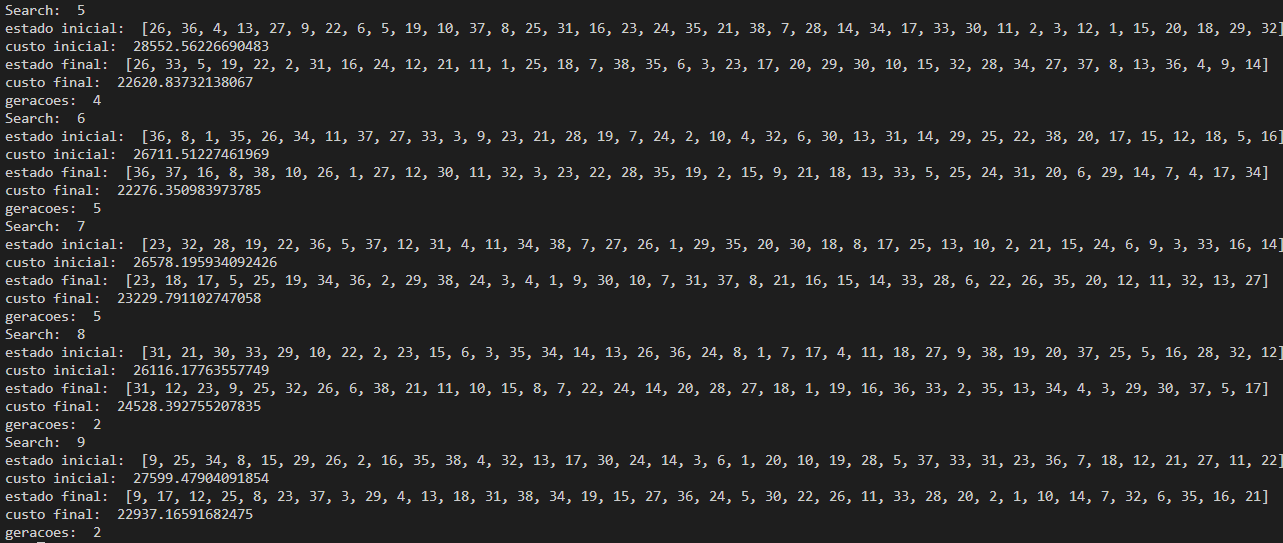 Search:  5
estado inicial:  [26, 36, 4, 13, 27, 9, 22, 6, 5, 19, 10, 37, 8, 25, 31, 16, 23, 24, 35, 21, 38, 7, 28, 14, 34, 17, 33, 30, 11, 2, 3, 12, 1, 15, 20, 18, 29, 32]
custo inicial:  28552.56226690483
estado final:  [26, 33, 5, 19, 22, 2, 31, 16, 24, 12, 21, 11, 1, 25, 18, 7, 38, 35, 6, 3, 23, 17, 20, 29, 30, 10, 15, 32, 28, 34, 27, 37, 8, 13, 36, 4, 9, 14]
custo final:  22620.83732138067
geracoes:  4
Search:  6
estado inicial:  [36, 8, 1, 35, 26, 34, 11, 37, 27, 33, 3, 9, 23, 21, 28, 19, 7, 24, 2, 10, 4, 32, 6, 30, 13, 31, 14, 29, 25, 22, 38, 20, 17, 15, 12, 18, 5, 16]
custo inicial:  26711.51227461969
estado final:  [36, 37, 16, 8, 38, 10, 26, 1, 27, 12, 30, 11, 32, 3, 23, 22, 28, 35, 19, 2, 15, 9, 21, 18, 13, 33, 5, 25, 24, 31, 20, 6, 29, 14, 7, 4, 17, 34]
custo final:  22276.350983973785
geracoes:  5
Search:  7
estado inicial:  [23, 32, 28, 19, 22, 36, 5, 37, 12, 31, 4, 11, 34, 38, 7, 27, 26, 1, 29, 35, 20, 30, 18, 8, 17, 25, 13, 10, 2, 21, 15, 24, 6, 9, 3, 33, 16, 14]
custo inicial:  26578.195934092426
estado final:  [23, 18, 17, 5, 25, 19, 34, 36, 2, 29, 38, 24, 3, 4, 1, 9, 30, 10, 7, 31, 37, 8, 21, 16, 15, 14, 33, 28, 6, 22, 26, 35, 20, 12, 11, 32, 13, 27]
custo final:  23229.791102747058
geracoes:  5
Search:  8
estado inicial:  [31, 21, 30, 33, 29, 10, 22, 2, 23, 15, 6, 3, 35, 34, 14, 13, 26, 36, 24, 8, 1, 7, 17, 4, 11, 18, 27, 9, 38, 19, 20, 37, 25, 5, 16, 28, 32, 12]
custo inicial:  26116.17763557749
estado final:  [31, 12, 23, 9, 25, 32, 26, 6, 38, 21, 11, 10, 15, 8, 7, 22, 24, 14, 20, 28, 27, 18, 1, 19, 16, 36, 33, 2, 35, 13, 34, 4, 3, 29, 30, 37, 5, 17]
custo final:  24528.392755207835
geracoes:  2
Search:  9
estado inicial:  [9, 25, 34, 8, 15, 29, 26, 2, 16, 35, 38, 4, 32, 13, 17, 30, 24, 14, 3, 6, 1, 20, 10, 19, 28, 5, 37, 33, 31, 23, 36, 7, 18, 12, 21, 27, 11, 22]
custo inicial:  27599.47904091854
estado final:  [9, 17, 12, 25, 8, 23, 37, 3, 29, 4, 13, 18, 31, 38, 34, 19, 15, 27, 36, 24, 5, 30, 22, 26, 11, 33, 28, 20, 2, 1, 10, 14, 7, 32, 6, 35, 16, 21]
custo final:  22937.16591682475
geracoes:  2